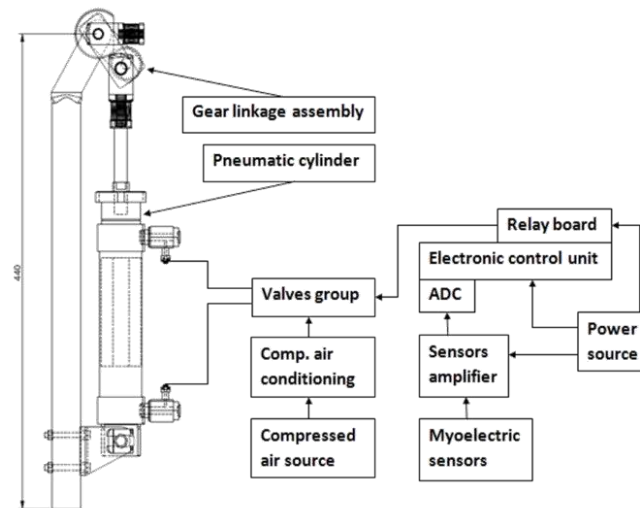 Gear linkage assembly
Pneumatic cylinder
440
Relay board
Electronic control unit
ADC
Valves group
Power
source
Comp. air
conditioning
Sensors
amplifier
Compressed
air source
Myoelectric
sensors